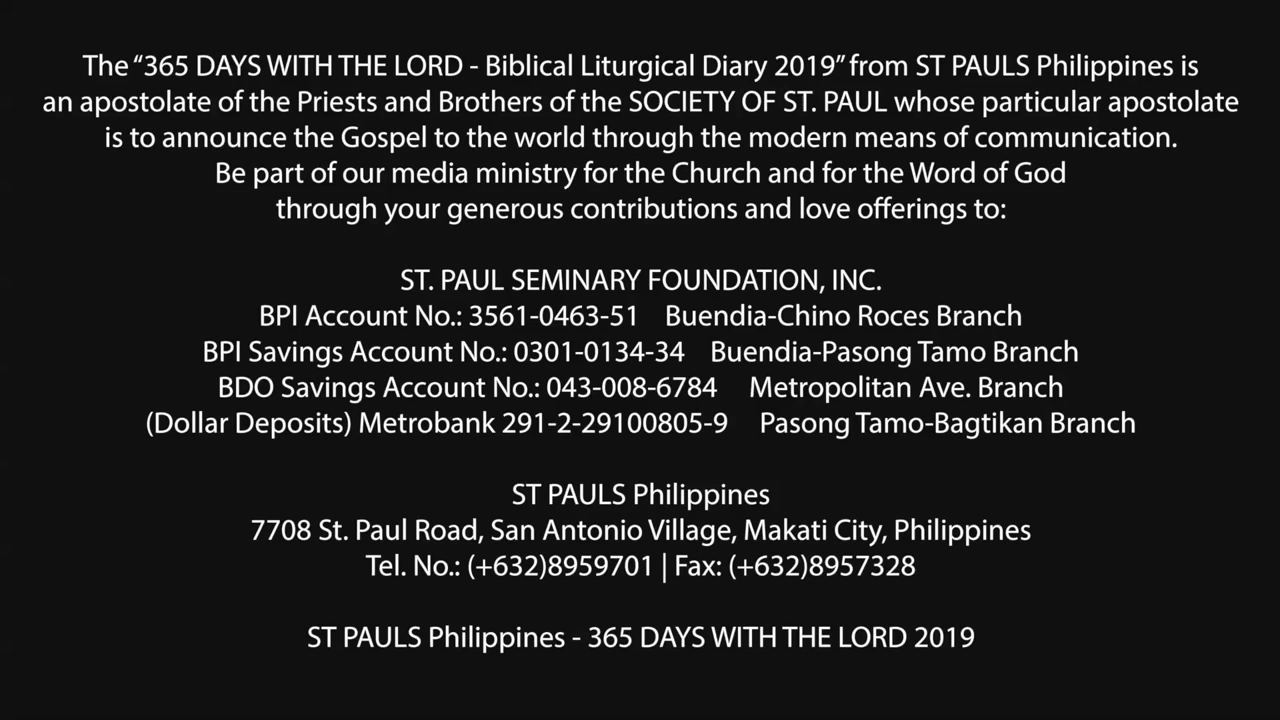 The “365 DAYS WITH THE LORD - Biblical Liturgical Diary 2019” from ST PAULS Philippines is
an apostolate of the Priests and Brothers of the SOCIETY OF ST. PAUL whose particular apostolate
is to announce the Gospel to the world through the modern means of communication.
Be part of our media ministry for the Church and for the Word of God
through your generous contributions and love offerings to:
ST. PAUL SEMINARY FOUNDATION, INC.
BPI Account No.: 3561-0463-51 Buendia-Chino Roces Branch
BPI Savings Account No.: 0301-0134-34 Buendia-Pasong Tamo Branch
BDO Savings Account No.: 043-008-6784 Metropolitan Ave. Branch
(Dollar Deposits) Metrobank 291-2-29100805-9 Pasong Tamo-Bagtikan Branch
ST PAULS Philippines
7708 St. Paul Road, San Antonio Village, Makati City, Philippines
Tel. No.: (+632)8959701 | Fax: (+632)8957328
ST PAULS Philippines - 365 DAYS WITH THE LORD 2019